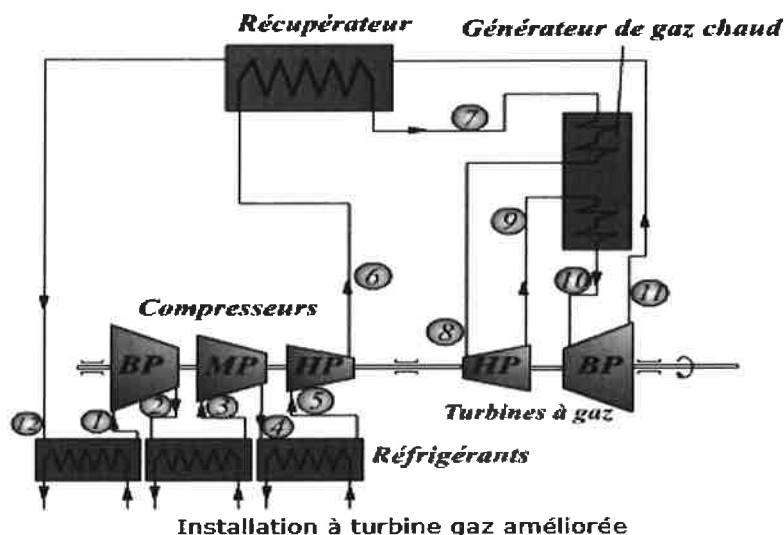 Récupérateur
Générateur de
gaz chaud
7
9
6
10
11
Compresseurs
8
BP
MP
HP
HP
BP
12
1
2
3
4
5
Turbines à gaz
Réfrigérants
Installation à turbine gaz améliorée